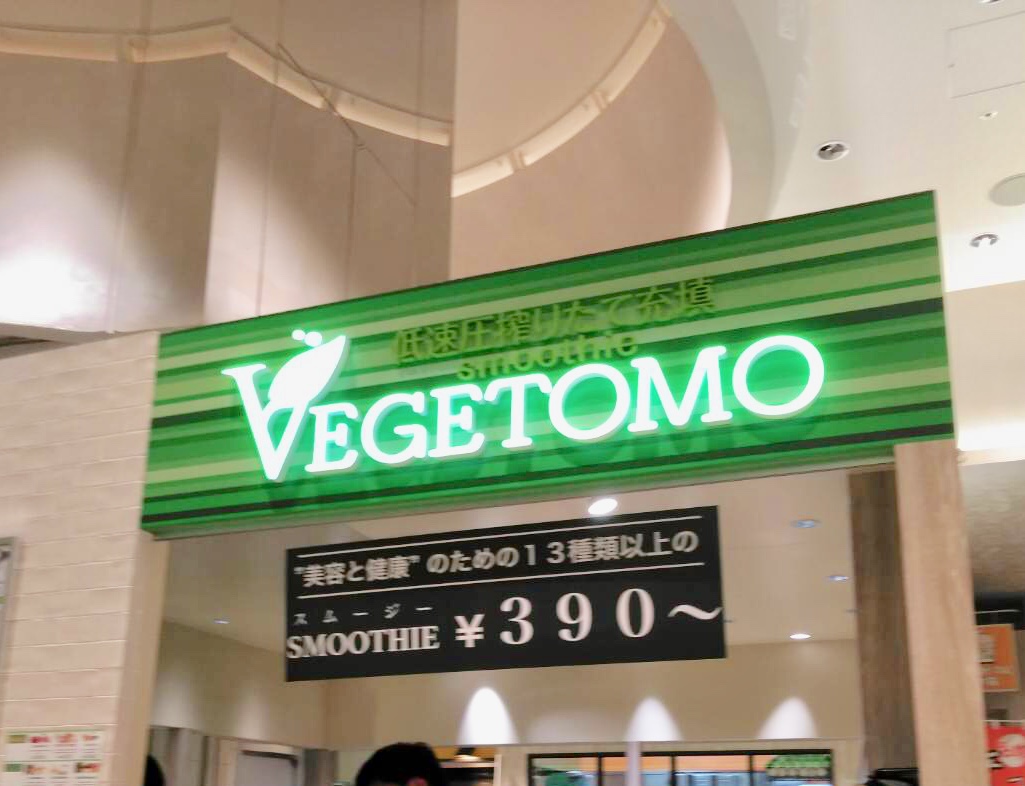 低速圧搾りたて充填
smoothie
VEGETOMO
"美容と健康" のための13種類以上の
スムージー
SMOOTHIE ¥390~